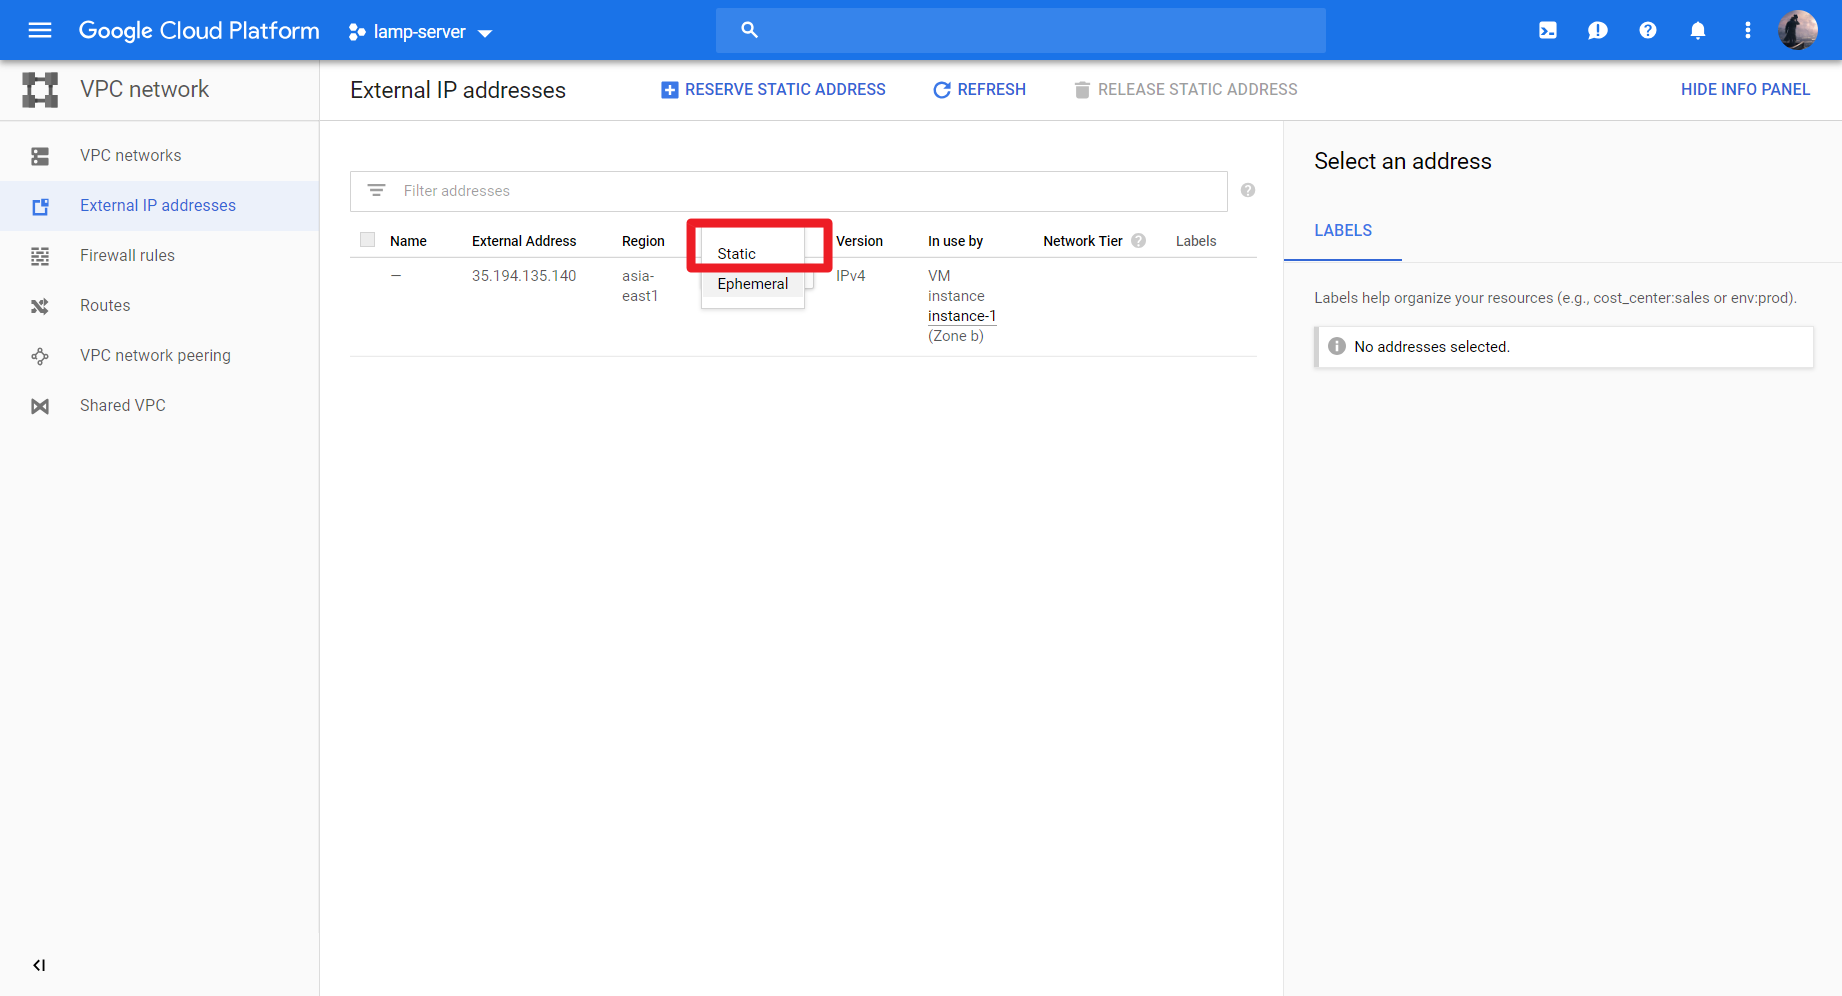 Google Cloud Platform
lamp-server
VPC network
External IP addresses
RESERVE STATIC ADDRESS
REFRESH
RELEASE STATIC ADDRESS
HIDE INFO PANEL
VPC networks
External IP addresses
Firewall rules
Routes
VPC network peering
Shared VPC
Filter addresses
Name External Address Region Version In use by Network Tier Labels
Static
Ephemeral
— 35.194.135.140 asia-
east1
IPv4
VM
instance
instance-1
(Zone b)
Select an address
LABELS
Labels help organize your resources (e.g., cost_center:sales or env:prod).
No addresses selected.